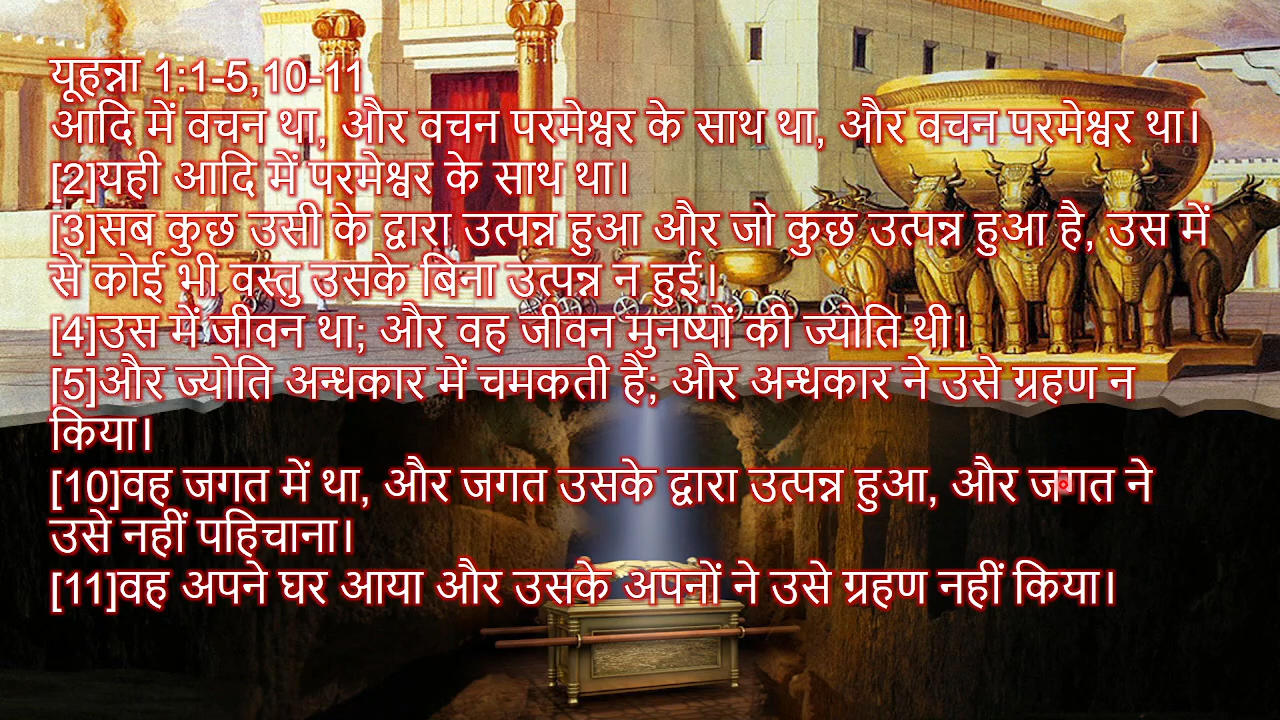 यूहन्ना 1:1-5,10-11
आदि में वचन था, और वचन परमेश्वर के साथ था, और वचन परमेश्वर था।
[2]यही आदि में परमेश्वर के साथ था।
[3]सब कुछ उसी के द्वारा उत्पन्न हुआ और जो कुछ उत्पन्न हुआ है, उस में
से कोई भी वस्तु उसके बिना उत्पन्न न हुई।
[4]उस में जीवन था; और वह जीवन मुनष्यों की ज्योति थी।
[5]और ज्योति अन्धकार में चमकती है; और अन्धकार ने उसे ग्रहण न
किया।
[10]वह जगत में था, और जगत उसके द्वारा उत्पन्न हुआ, और जगत ने
उसे नहीं पहिचाना।
[11]वह अपने घर आया और उसके अपनों ने उसे ग्रहण नहीं किया।